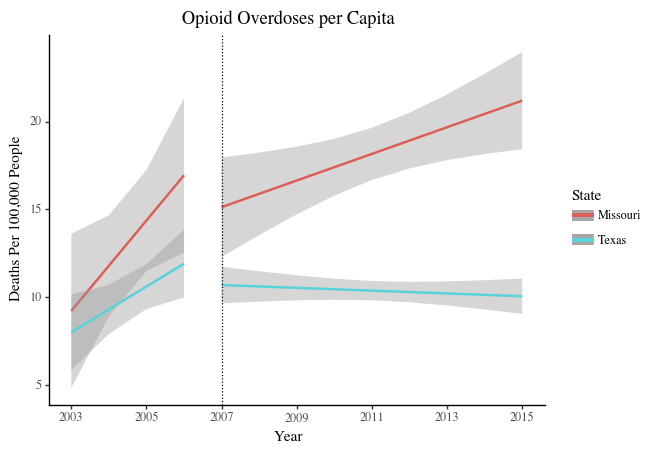 Opioid Overdoses per Capita
Deaths Per 100,000 People
20
15
10
5
2003
2005
2007
2009
2011
2013
2015
Year
State
Missouri
Texas